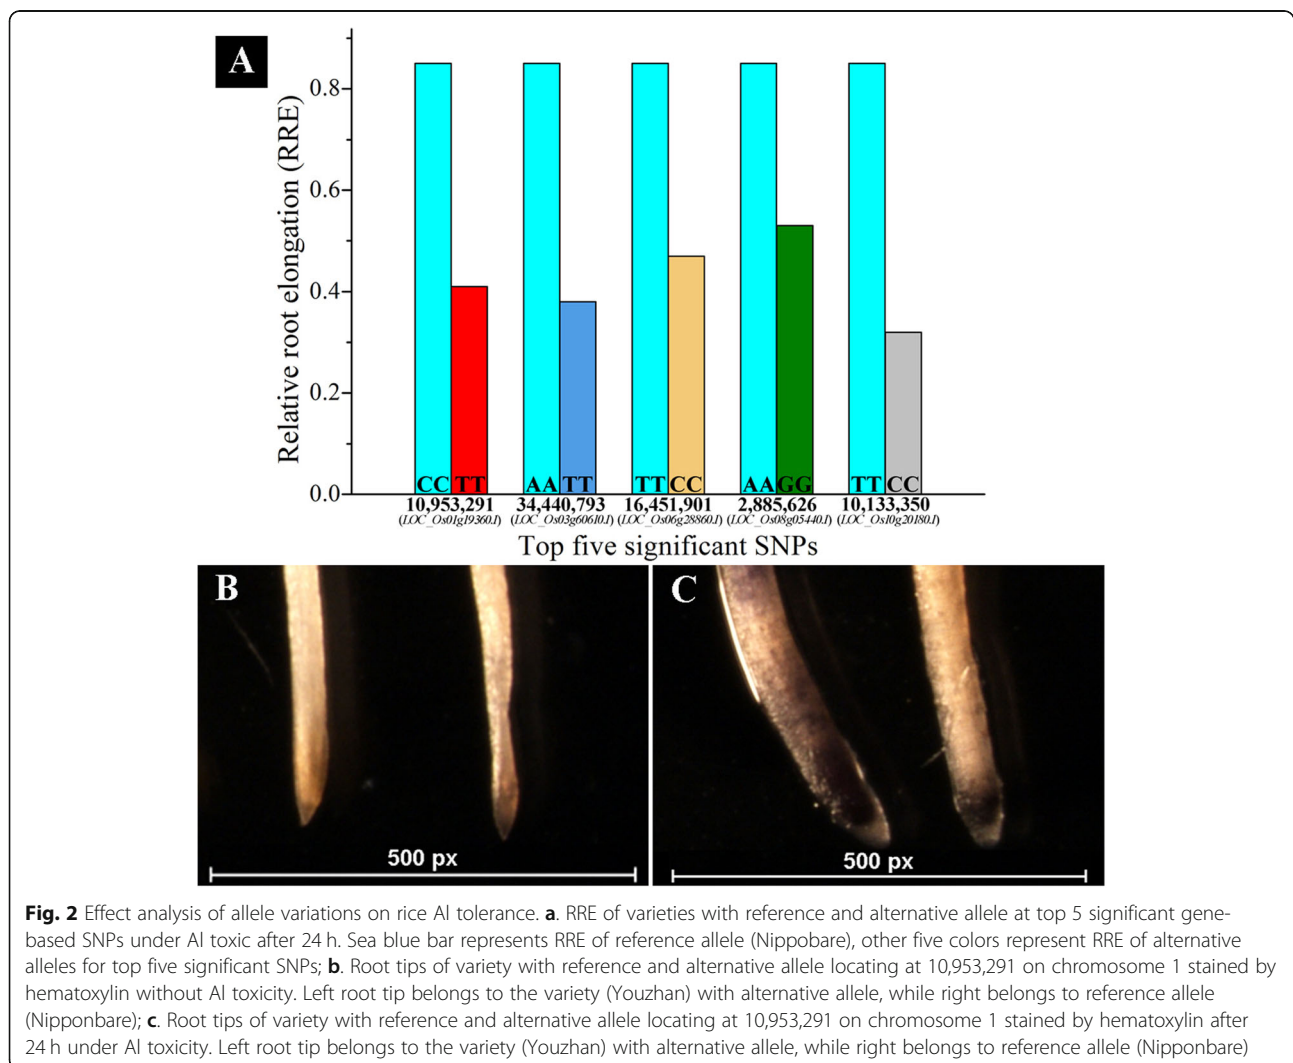 A
Relative root elongation (RRE)
0.8
0.6
0.4
0.2
0.0
CC TT AA TT TT CC AA GG TT CC
10,953,291 34,440,793 16,451,901 2,885,626 10,133,350
(LOC_Os01g19360.1) (LOC_Os03g60610.1) (LOC_Os06g28860.1) (LOC_Os08g05440.1) (LOC_Os10g20180.1)
Top five significant SNPs
B
500 px
C
500 px
Fig. 2 Effect analysis of allele variations on rice Al tolerance. a. RRE of varieties with reference and alternative allele at top 5 significant gene-
based SNPs under Al toxic after 24 h. Sea blue bar represents RRE of reference allele (Nippobare), other five colors represent RRE of alternative
alleles for top five significant SNPs; b. Root tips of variety with reference and alternative allele locating at 10,953,291 on chromosome 1 stained by
hematoxylin without Al toxicity. Left root tip belongs to the variety (Youzhan) with alternative allele, while right belongs to reference allele
(Nipponbare); c. Root tips of variety with reference and alternative allele locating at 10,953,291 on chromosome 1 stained by hematoxylin after
24 h under Al toxicity. Left root tip belongs to the variety (Youzhan) with alternative allele, while right belongs to reference allele (Nipponbare)